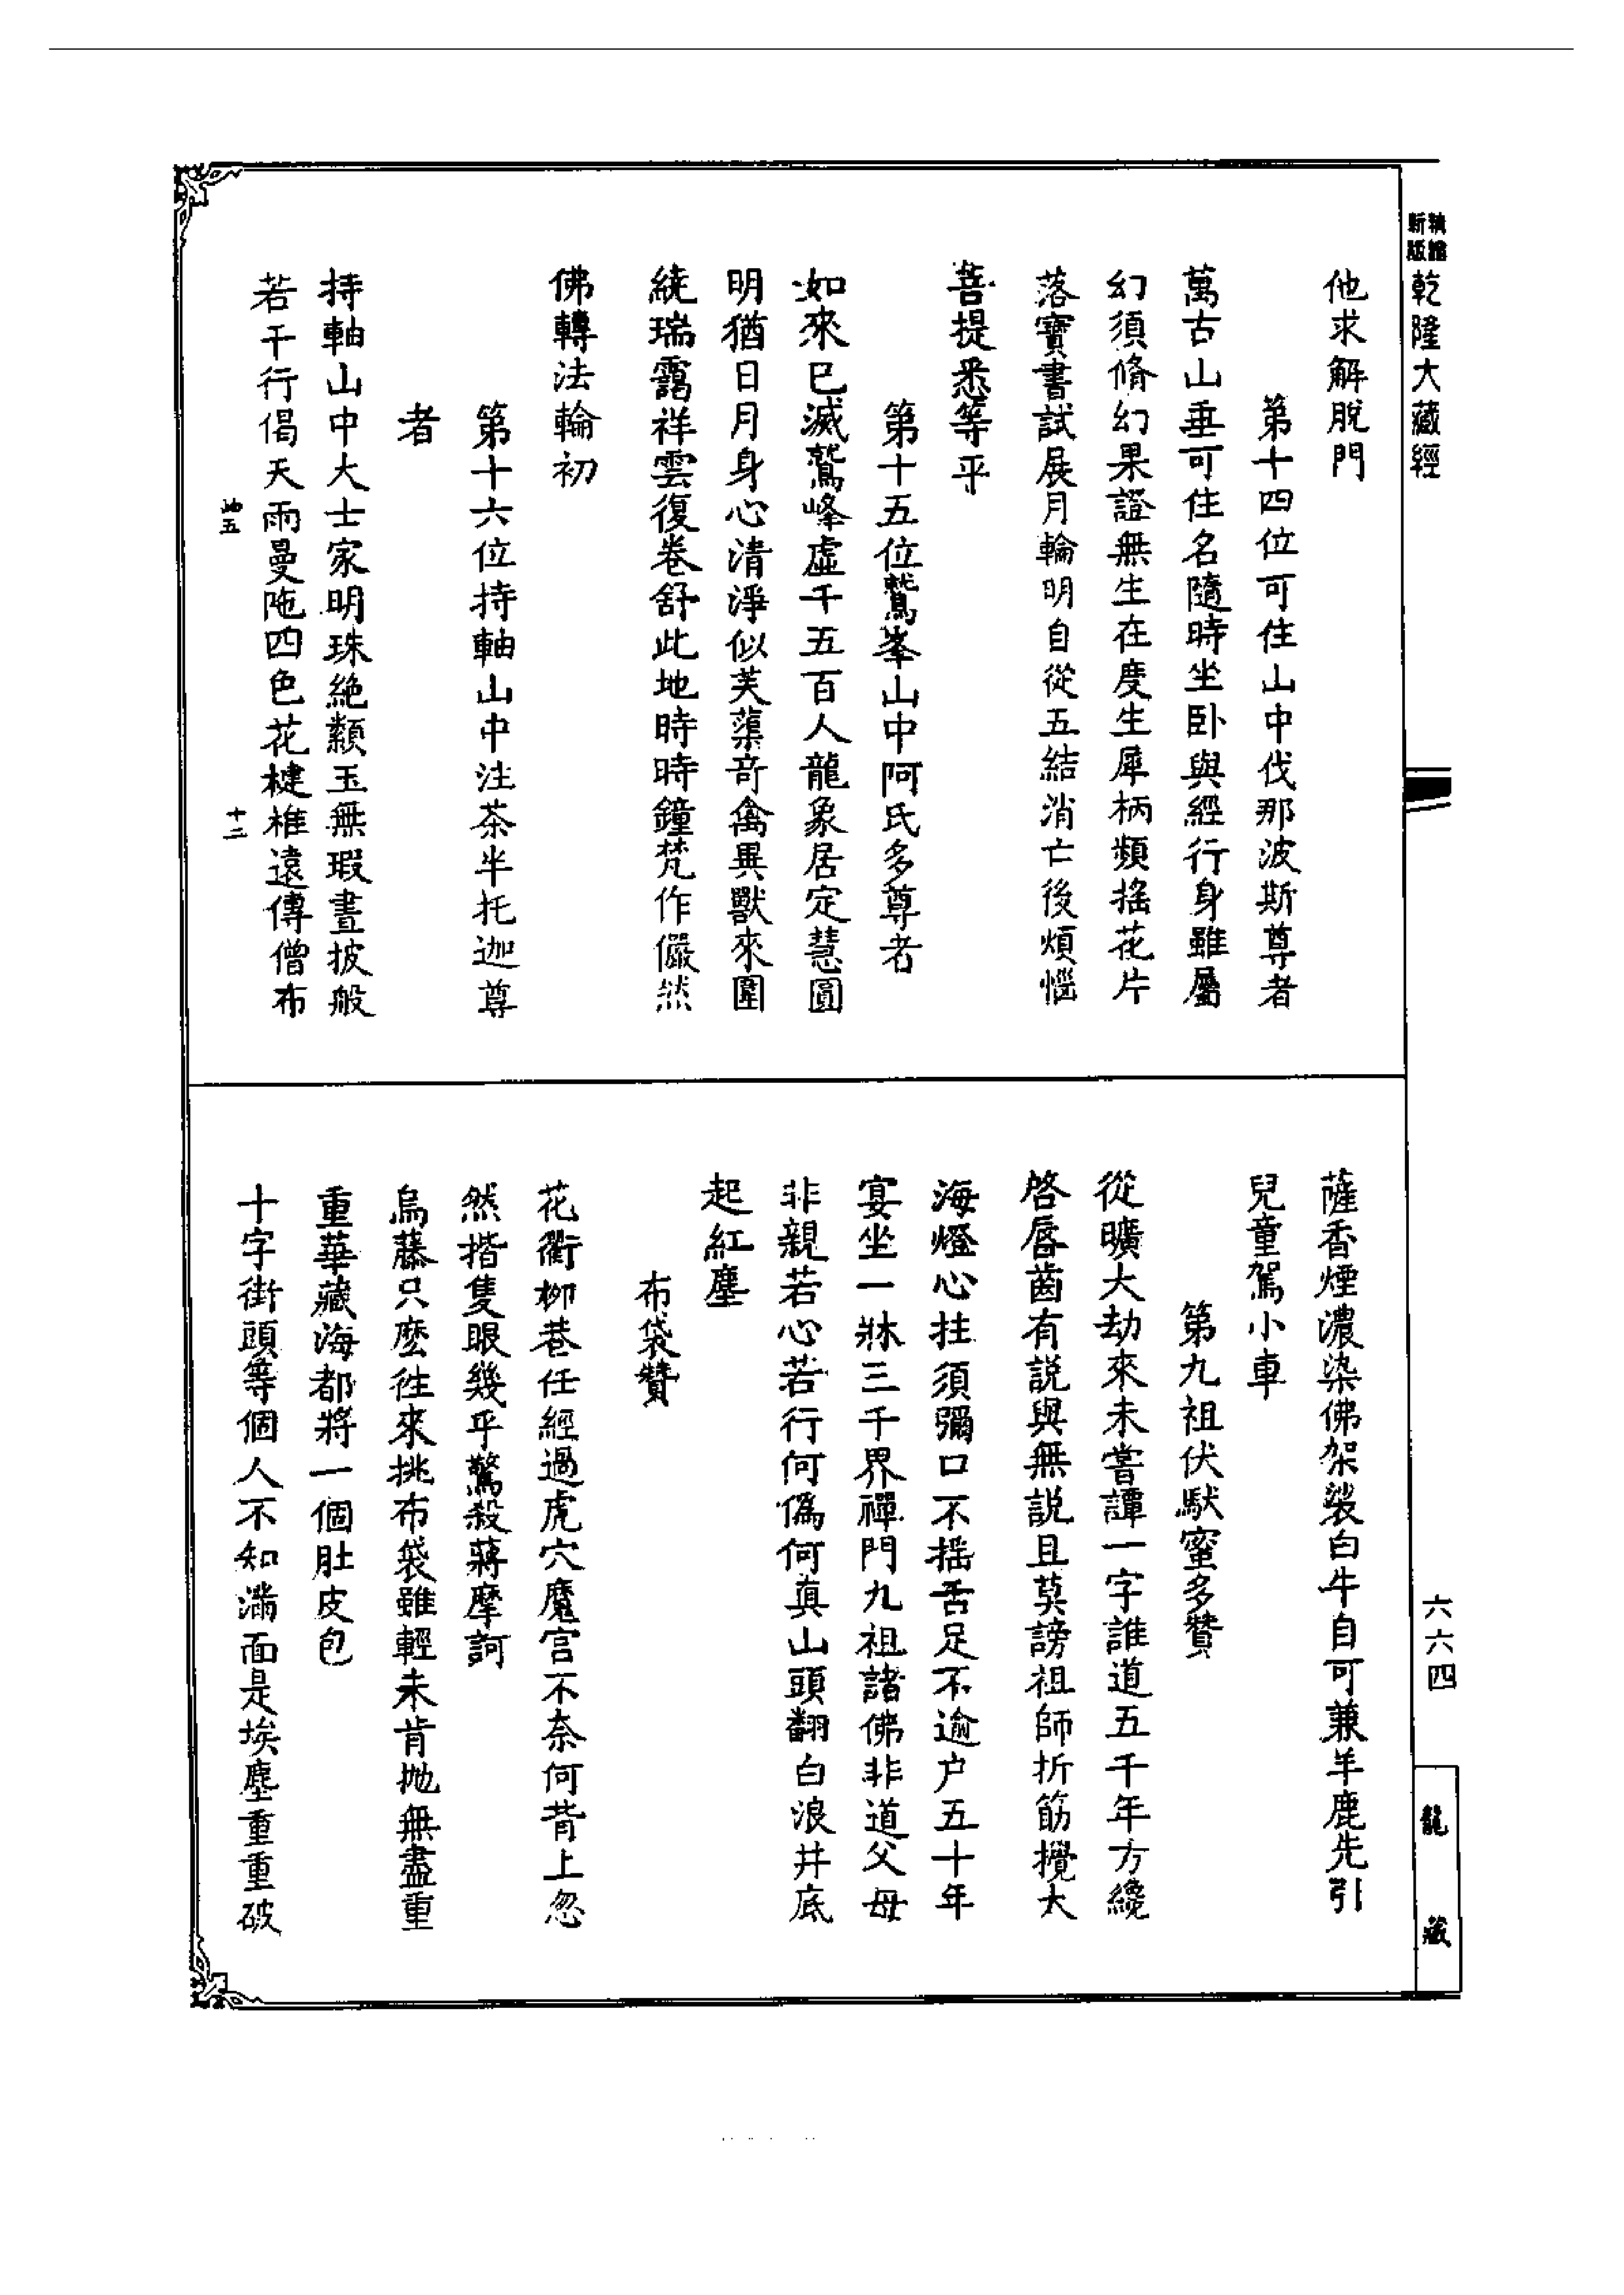 精縮
新版
乾隆大藏經
他求解脫門
第十四位可住山中伐那波斯尊者
萬古山垂可住名隨時坐卧與經行身雖屬
幻須脩幻果證無生在度生犀柄頻搖花片
落寶書試展月輪明自從五結消亡後煩惱
菩提悉等平
第十五位鷲峯山中阿氏多尊者
如來已滅鷲峰虛千五百人龍象居定慧圓
明猶日月身心清淨似芙蕖奇禽異獸來圍
繞瑞靄祥雲復卷舒此地時時鐘梵作儼然
佛轉法輪初
第十六位持軸山中注茶半托迦尊
者
持軸山中大士家明珠絶纇玉無瑕晝披般
若千行偈天雨曼陁四色花楗椎遠傳僧布
五
十二
薩香煙濃染佛袈裟白牛自可兼羊鹿先引
兒童駕小車
第九祖伏馱蜜多贊
從曠大劫來未嘗譚一字誰道五千年方纔
啓唇齒有説與無説且莫謗祖師折筯攪大
海燈心拄須彌口不搖舌足不逾户五十年
宴坐一牀三千界禪門九祖諸佛非道父母
非親若心若行何偽何真山頭翻白浪井底
起紅塵
布袋贊
花衢柳巷任經過虎穴魔宫不奈何背上忽
然揩隻眼幾乎驚殺蔣摩訶
烏藤只麽徃來挑布袋雖輕未肯抛無盡重
重華藏海都將一個肚皮包
十字街頭等個人不知滿面是埃塵重重破
六六四
龍藏